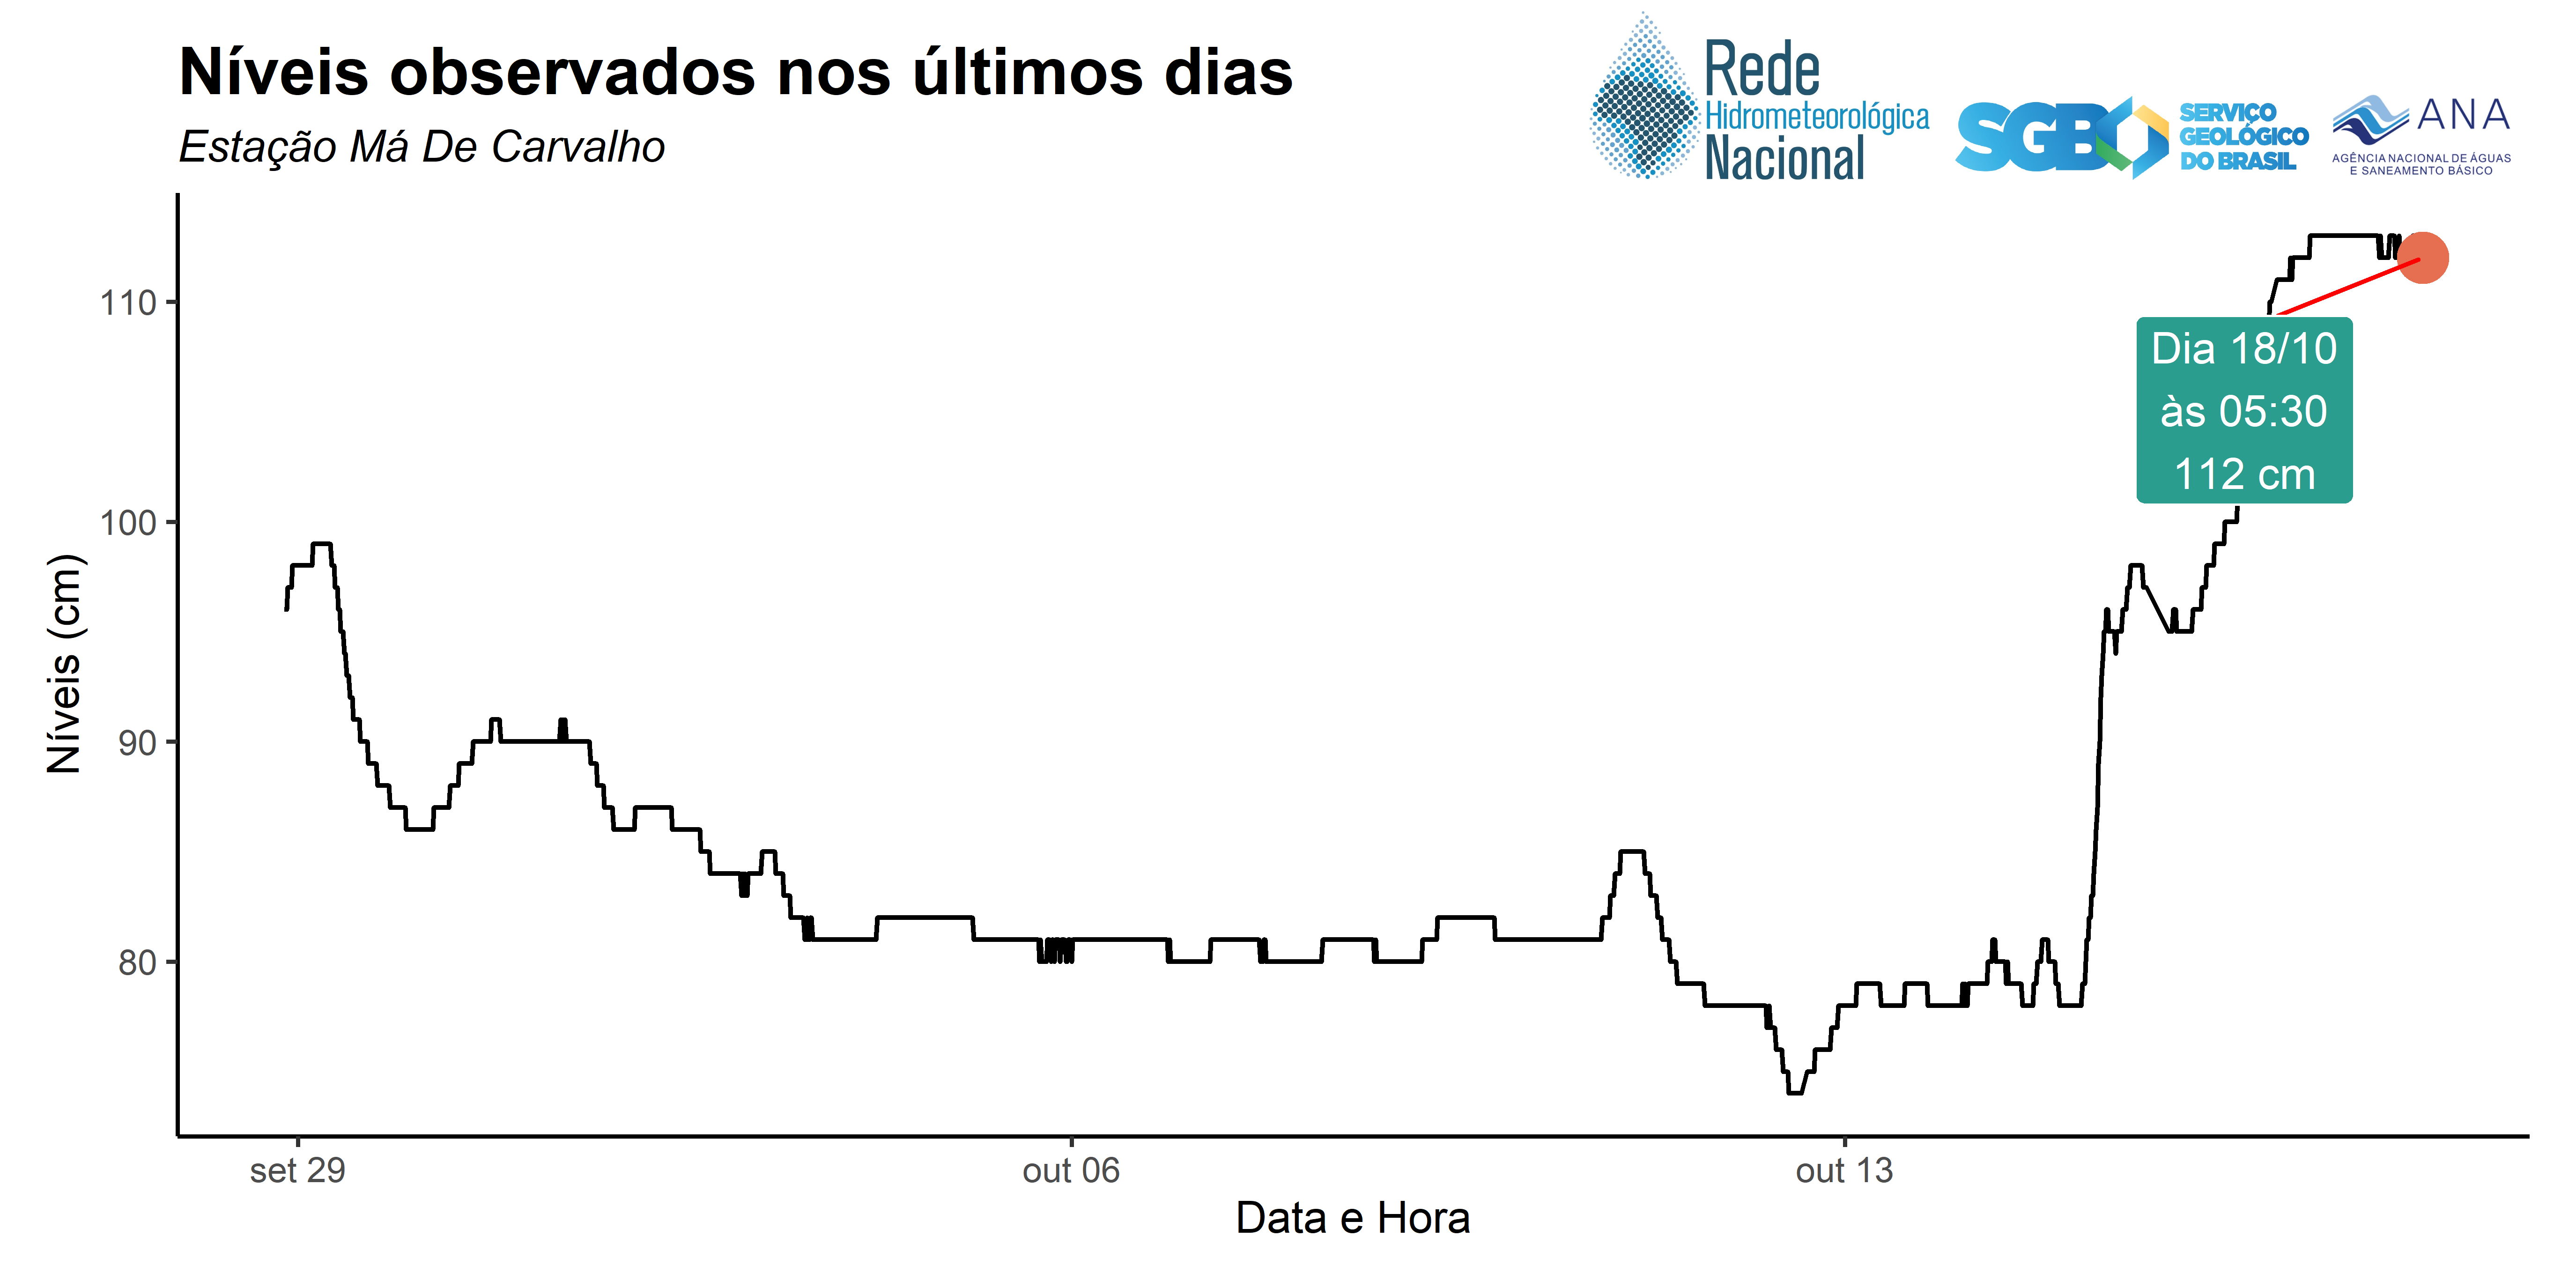 Níveis observados nos últimos dias
Estação Má De Carvalho
Rede
Hidrometeorológica
Nacional
SGB
SERVIÇO
GEOLÓGICO
DO BRASIL
ANA
AGÊNCIA NACIONAL DE ÁGUAS
E SANEAMENTO BÁSICO
Níveis (cm)
110
100
90
80
Dia 18/10
às 05:30
112 cm
set 29
out 06
out 13
Data e Hora